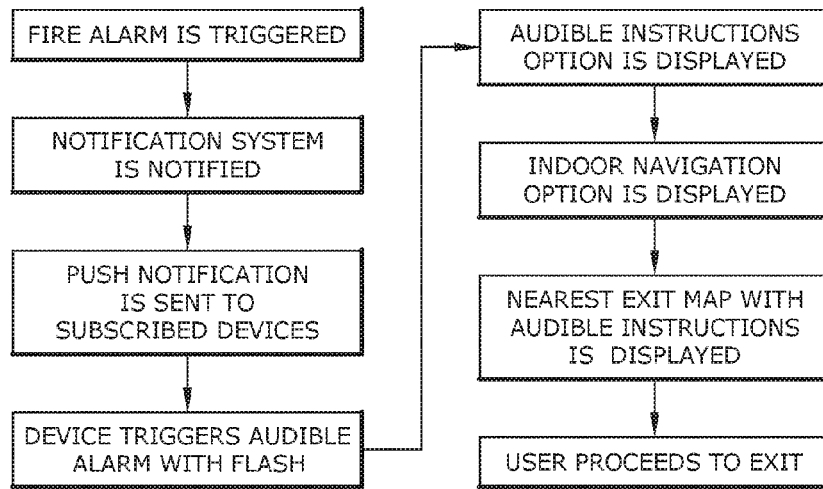 FIRE ALARM IS TRIGGERED
NOTIFICATION SYSTEM
IS NOTIFIED
PUSH NOTIFICATION
IS SENT TO
SUBSCRIBED DEVICES
DEVICE TRIGGERS AUDIBLE
ALARM WITH FLASH
AUDIBLE INSTRUCTIONS
OPTION IS DISPLAYED
INDOOR NAVIGATION
OPTION IS DISPLAYED
NEAREST EXIT MAP WITH
AUDIBLE INSTRUCTIONS
IS DISPLAYED
USER PROCEEDS TO EXIT